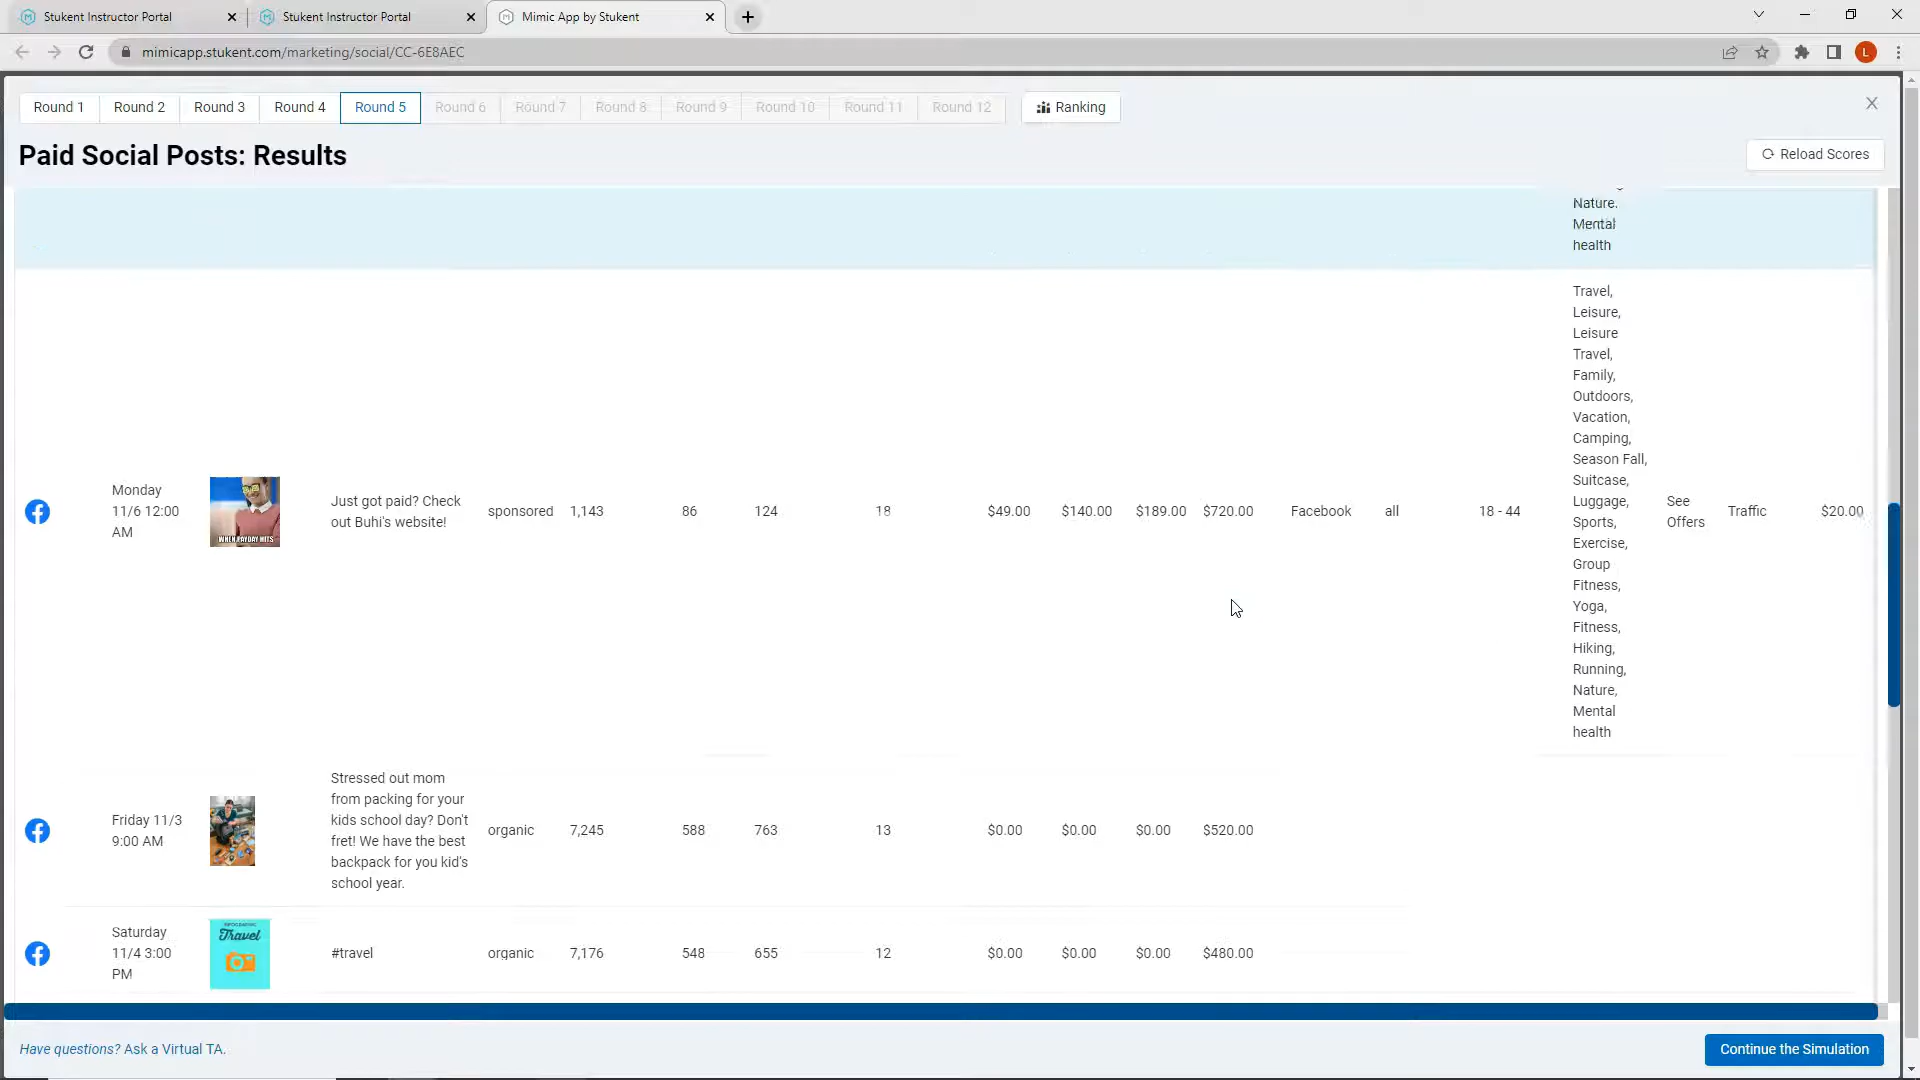 Stukent Instructor Portal
Stukent Instructor Portal
Mimic App by Stukent
mimicapp.stukent.com/marketing/social/CC-6E8AEC
L
Round 1 Round 2 Round 3 Round 4 Round 5 Round 6 Round 7 Round 8 Round 9 Round 10 Round 11 Round 12 Ranking
Paid Social Posts: Results
Reload Scores
Nature.
Mental
health
Monday
11/6 12:00
AM
WHEN PAYDAY HITS
Just got paid? Check
out Buhi's website!
sponsored 1,143 86 124 18 $49.00 $140.00 $189.00 $720.00 Facebook all 18 - 44
Travel,
Leisure,
Leisure
Travel,
Family,
Outdoors,
Vacation,
Camping,
Season Fall,
Suitcase,
Luggage,
Sports,
Exercise,
Group
Fitness,
Yoga,
Fitness,
Hiking,
Running,
Nature,
Mental
health
See
Offers
Traffic $20.00
Friday 11/3
9:00 AM
Stressed out mom
from packing for your
kids school day? Don't
fret! We have the best
backpack for you kid's
school year.
organic 7,245 588 763 13 $0.00 $0.00 $0.00 $520.00
Saturday
11/4 3:00
PM
Travel
#travel organic 7,176 548 655 12 $0.00 $0.00 $0.00 $480.00
Have questions? Ask a Virtual TA.
Continue the Simulation